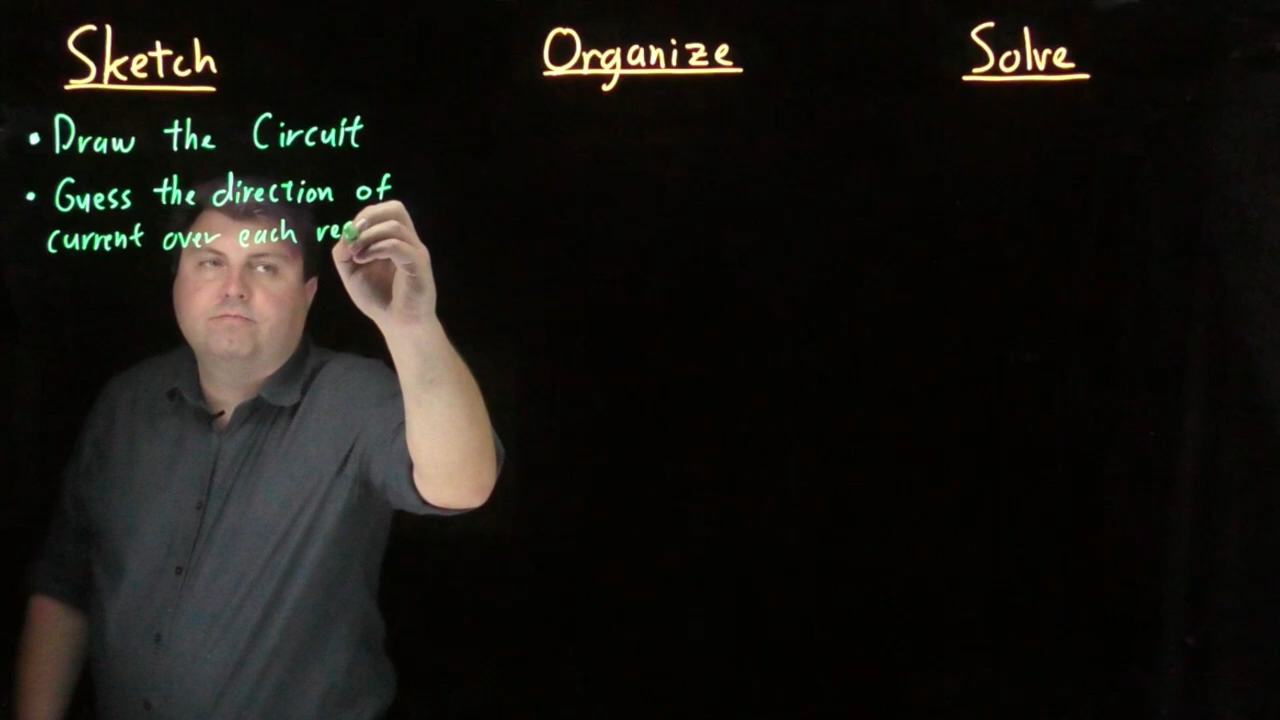 Sketch
Organize
Solve
• Draw the Circuit
• Guess the direction of
current over each